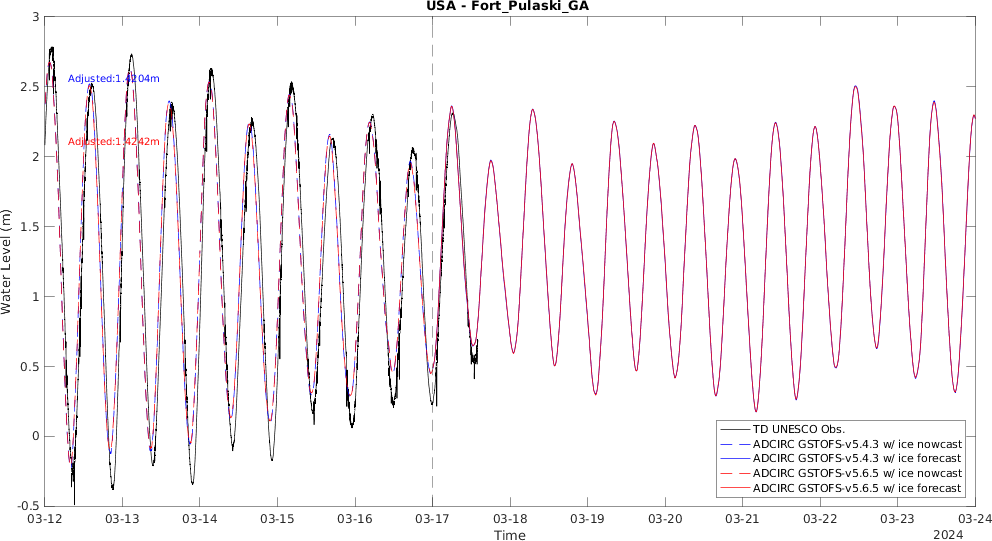 USA - Fort_Pulaski_GA
3
2.5
2
1.5
1
0.5
0
-0.5
Water Level (m)
Adjusted:1.4204m
Adjusted:1.4242m
TD UNESCO Obs.
ADCIRC GSTOFS-v5.4.3 w/ ice nowcast
ADCIRC GSTOFS-v5.4.3 w/ ice forecast
ADCIRC GSTOFS-v5.6.5 w/ ice nowcast
ADCIRC GSTOFS-v5.6.5 w/ ice forecast
03-12 03-13 03-14 03-15 03-16 03-17 03-18 03-19 03-20 03-21 03-22 03-23 03-24
Time
2024